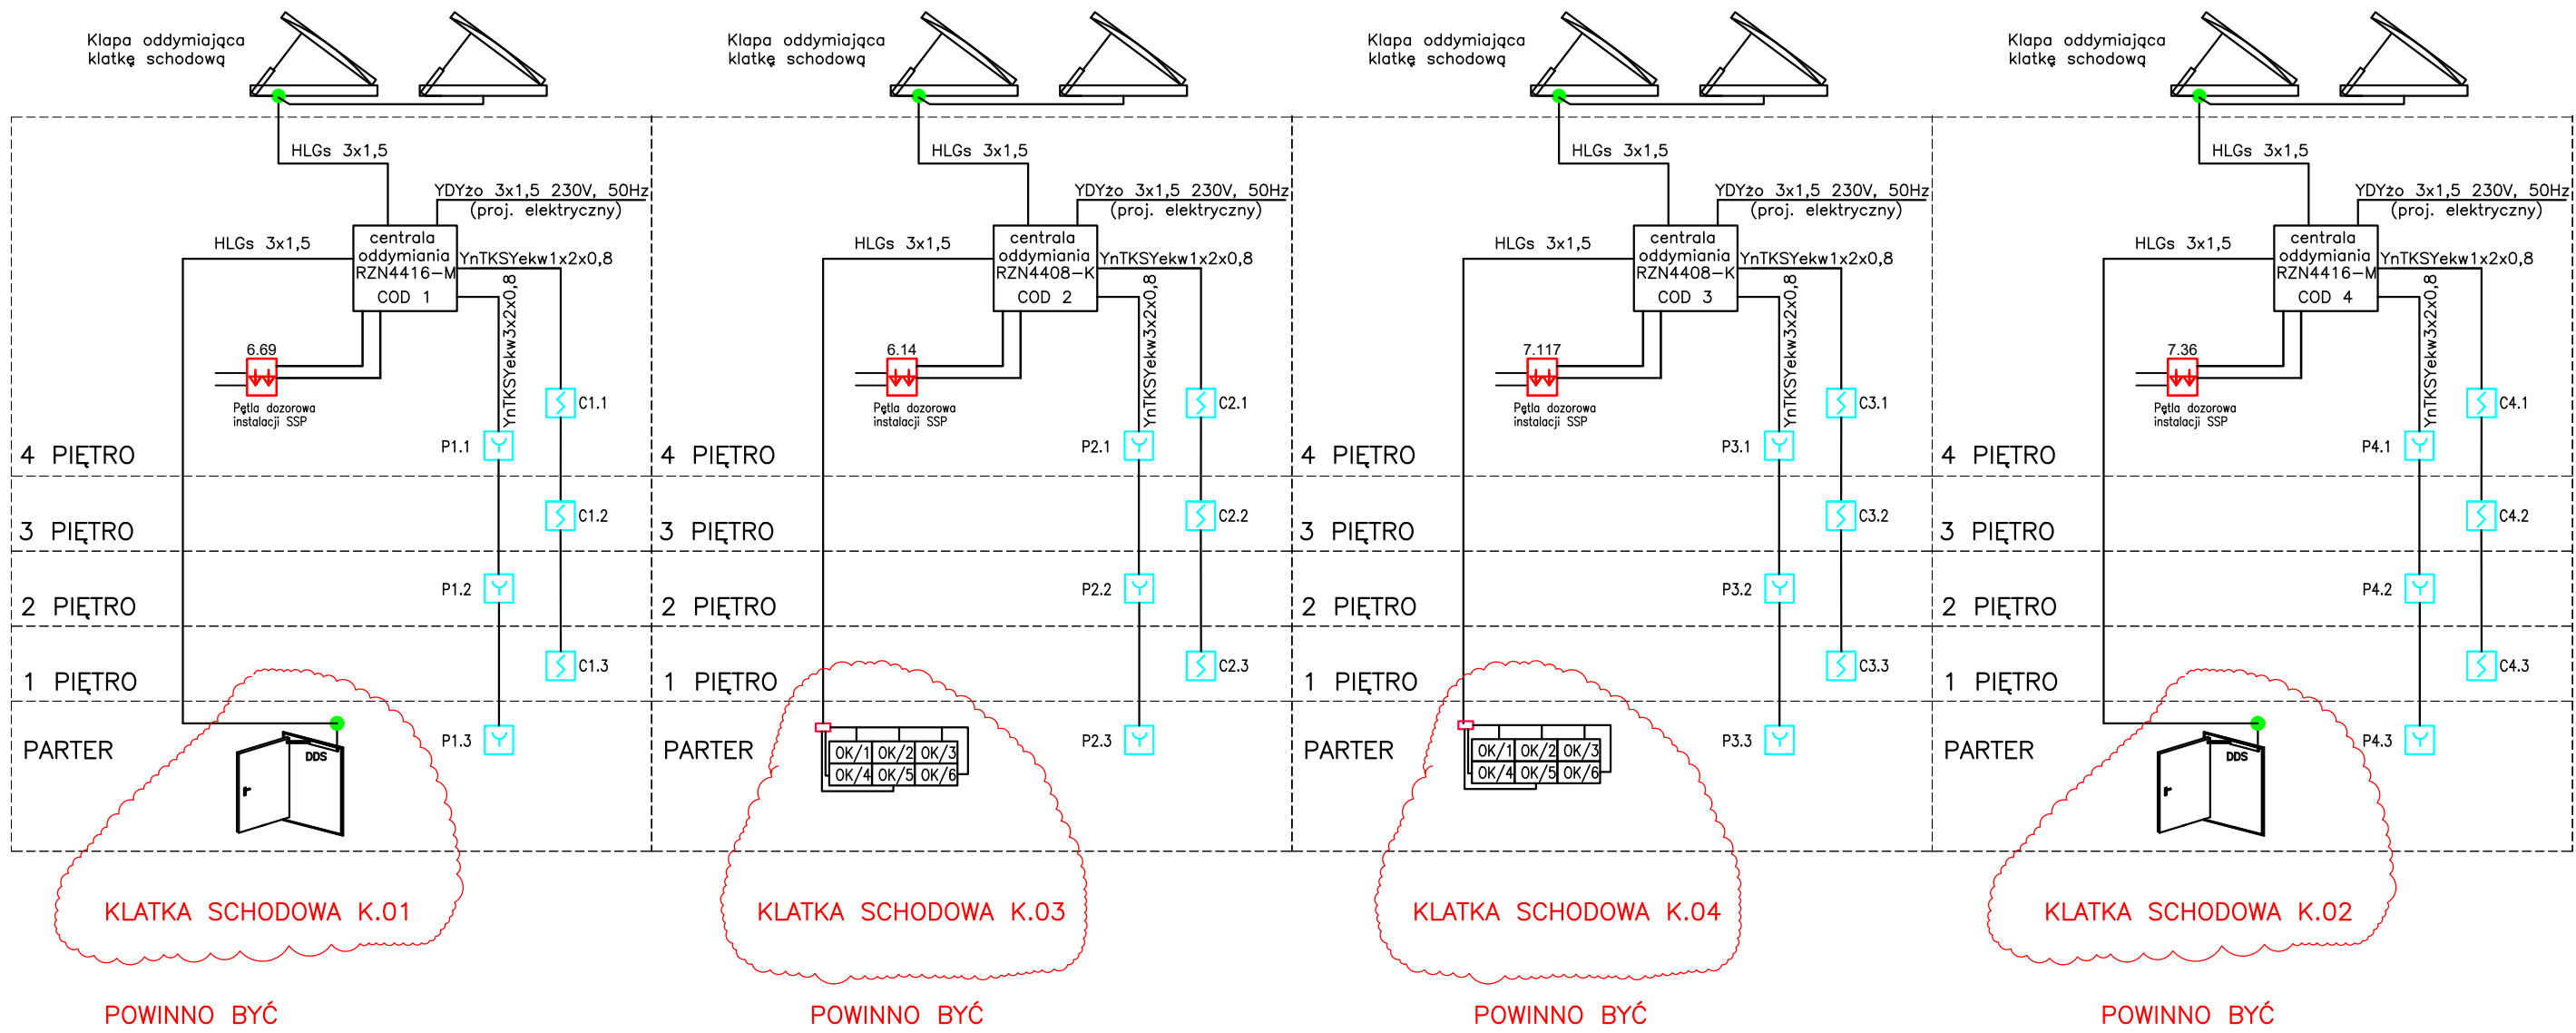 Klapa oddymiająca
klatkę schodową
HLGs 3x1,5
YDYżo 3x1,5 230V, 50Hz
(proj. elektryczny)
HLGs 3x1,5
centrala
oddymiania
RZN4416-M
COD 1
YnTKSYekw1x2x0,8
YnTKSYekw3x2x0,8
6.69
Pętla dozorowa
instalacji SSP
C1.1
P1.1
4 PIĘTRO
C1.2
3 PIĘTRO
P1.2
2 PIĘTRO
C1.3
1 PIĘTRO
P1.3
PARTER
DDS
KLATKA SCHODOWA K.01
POWINNO BYĆ
Klapa oddymiająca
klatkę schodową
HLGs 3x1,5
YDYżo 3x1,5 230V, 50Hz
(proj. elektryczny)
HLGs 3x1,5
centrala
oddymiania
RZN4408-K
COD 2
YnTKSYekw1x2x0,8
YnTKSYekw3x2x0,8
6.14
Pętla dozorowa
instalacji SSP
C2.1
P2.1
4 PIĘTRO
C2.2
3 PIĘTRO
P2.2
2 PIĘTRO
C2.3
1 PIĘTRO
P2.3
PARTER
OK/1 OK/2 OK/3
OK/4 OK/5 OK/6
KLATKA SCHODOWA K.03
POWINNO BYĆ
Klapa oddymiająca
klatkę schodową
HLGs 3x1,5
YDYżo 3x1,5 230V, 50Hz
(proj. elektryczny)
HLGs 3x1,5
centrala
oddymiania
RZN4408-K
COD 3
YnTKSYekw1x2x0,8
YnTKSYekw3x2x0,8
7.117
Pętla dozorowa
instalacji SSP
C3.1
P3.1
4 PIĘTRO
C3.2
3 PIĘTRO
P3.2
2 PIĘTRO
C3.3
1 PIĘTRO
P3.3
PARTER
OK/1 OK/2 OK/3
OK/4 OK/5 OK/6
KLATKA SCHODOWA K.04
POWINNO BYĆ
Klapa oddymiająca
klatkę schodową
HLGs 3x1,5
YDYżo 3x1,5 230V, 50Hz
(proj. elektryczny)
HLGs 3x1,5
centrala
oddymiania
RZN4416-M
COD 4
YnTKSYekw1x2x0,8
YnTKSYekw3x2x0,8
7.36
Pętla dozorowa
instalacji SSP
C4.1
P4.1
4 PIĘTRO
C4.2
3 PIĘTRO
P4.2
2 PIĘTRO
C4.3
1 PIĘTRO
P4.3
PARTER
DDS
KLATKA SCHODOWA K.02
POWINNO BYĆ